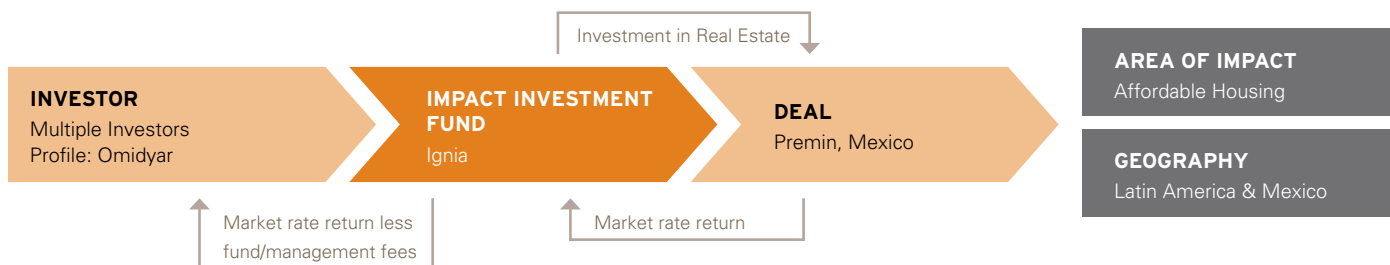 Investment in Real Estate
INVESTOR
Multiple Investors
Profile: Omidyar
IMPACT INVESTMENT
FUND
Ignia
DEAL
Premin, Mexico
AREA OF IMPACT
Affordable Housing
GEOGRAPHY
Latin America & Mexico
Market rate return less
fund/management fees
Market rate return